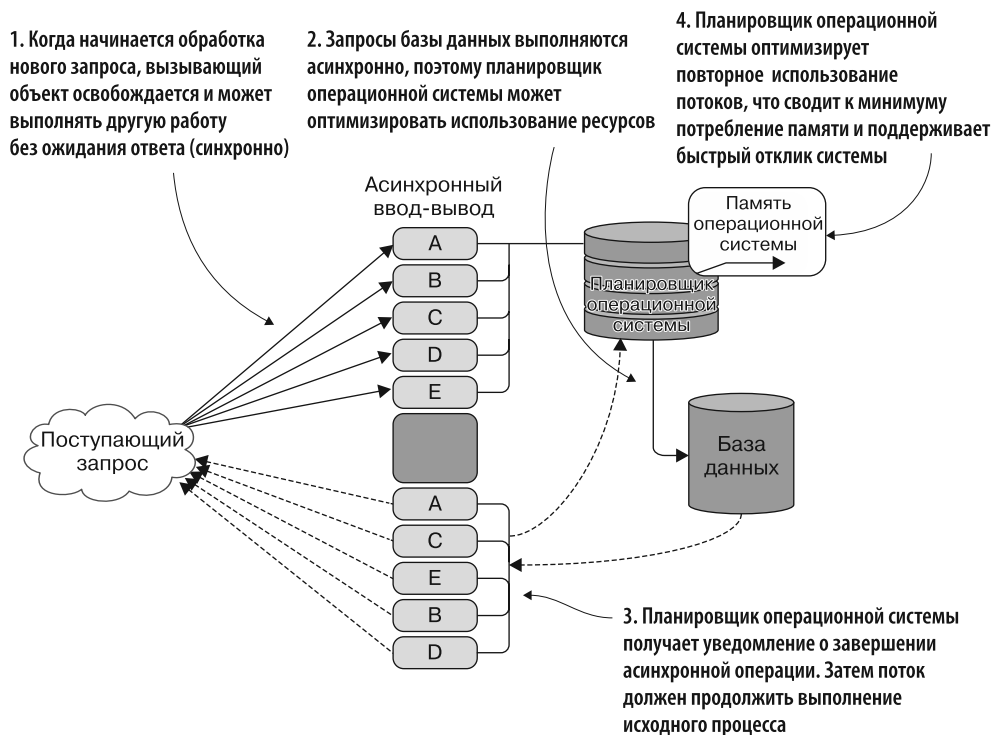 1. Когда начинается обработка
нового запроса, вызывающий
объект освобождается и может
выполнять другую работу
без ожидания ответа (синхронно)
2. Запросы базы данных выполняются
асинхронно, поэтому планировщик
операционной системы может
оптимизировать использование ресурсов
4. Планировщик операционной
системы оптимизирует
повторное использование
потоков, что сводит к минимуму
потребление памяти и поддерживает
быстрый отклик системы
Асинхронный
ввод-вывод
A
B
C
D
E
Память
операционной
системы
Планировщик
операционной
системы
Поступающий
запрос
База
данных
A
C
E
B
D
3. Планировщик операционной системы
получает уведомление о завершении
асинхронной операции. Затем поток
должен продолжить выполнение
исходного процесса